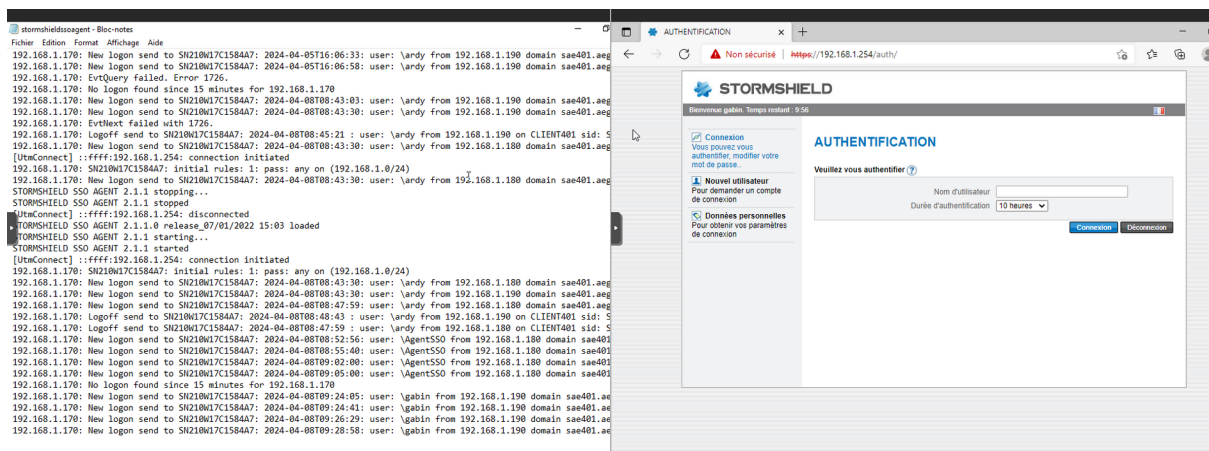 stormshieldssoagent - Bloc-notes
Fichier Edition Format Affichage Aide
192.168.1.170: New logon send to SN210W17C1584A7: 2024-04-05T16:06:33: user: \ardy from 192.168.1.190 domain sae401.aeg
192.168.1.170: New logon send to SN210W17C1584A7: 2024-04-05T16:06:58: user: \ardy from 192.168.1.190 domain sae401.aeg
192.168.1.170: EvtQuery failed. Error 1726.
192.168.1.170: No logon found since 15 minutes for 192.168.1.170
192.168.1.170: New logon send to SN210W17C1584A7: 2024-04-08T08:43:03: user: \ardy from 192.168.1.190 domain sae401.aeg
192.168.1.170: New logon send to SN210W17C1584A7: 2024-04-08T08:43:30: user: \ardy from 192.168.1.190 domain sae401.aeg
192.168.1.170: EvtNext failed with 1726.
192.168.1.170: Logoff send to SN210W17C1584A7: 2024-04-08T08:45:21 : user: \ardy from 192.168.1.190 on CLIENT401 sid: S
192.168.1.170: New logon send to SN210W17C1584A7: 2024-04-08T08:43:30: user: \ardy from 192.168.1.180 domain sae401.aeg
[UtmConnect] ::ffff:192.168.1.254: connection initiated
192.168.1.170: SN210W17C1584A7: initial rules: 1: pass: any on (192.168.1.0/24)
192.168.1.170: New logon send to SN210W17C1584A7: 2024-04-08T08:43:30: user: \ardy from 192.168.1.180 domain sae401.aeg
STORMSHIELD SSO AGENT 2.1.1 stopping...
STORMSHIELD SSO AGENT 2.1.1 stopped
[UtmConnect] ::ffff:192.168.1.254: disconnected
STORMSHIELD SSO AGENT 2.1.1.0 release_07/01/2022 15:03 loaded
STORMSHIELD SSO AGENT 2.1.1 starting...
STORMSHIELD SSO AGENT 2.1.1 started
[UtmConnect] ::ffff:192.168.1.254: connection initiated
192.168.1.170: SN210W17C1584A7: initial rules: 1: pass: any on (192.168.1.0/24)
192.168.1.170: New logon send to SN210W17C1584A7: 2024-04-08T08:43:30: user: \ardy from 192.168.1.180 domain sae401.aeg
192.168.1.170: New logon send to SN210W17C1584A7: 2024-04-08T08:43:30: user: \ardy from 192.168.1.190 domain sae401.aeg
192.168.1.170: New logon send to SN210W17C1584A7: 2024-04-08T08:47:59: user: \ardy from 192.168.1.180 domain sae401.aeg
192.168.1.170: Logoff send to SN210W17C1584A7: 2024-04-08T08:48:43 : user: \ardy from 192.168.1.190 on CLIENT401 sid: S
192.168.1.170: Logoff send to SN210W17C1584A7: 2024-04-08T08:47:59 : user: \ardy from 192.168.1.180 on CLIENT401 sid: S
192.168.1.170: New logon send to SN210W17C1584A7: 2024-04-08T08:52:56: user: \AgentSSO from 192.168.1.180 domain sae401
192.168.1.170: New logon send to SN210W17C1584A7: 2024-04-08T08:55:40: user: \AgentSSO from 192.168.1.180 domain sae401
192.168.1.170: New logon send to SN210W17C1584A7: 2024-04-08T09:02:00: user: \AgentSSO from 192.168.1.180 domain sae401
192.168.1.170: New logon send to SN210W17C1584A7: 2024-04-08T09:05:00: user: \AgentSSO from 192.168.1.180 domain sae401
192.168.1.170: No logon found since 15 minutes for 192.168.1.170
192.168.1.170: New logon send to SN210W17C1584A7: 2024-04-08T09:24:05: user: \gabin from 192.168.1.190 domain sae401.ae
192.168.1.170: New logon send to SN210W17C1584A7: 2024-04-08T09:24:41: user: \gabin from 192.168.1.190 domain sae401.ae
192.168.1.170: New logon send to SN210W17C1584A7: 2024-04-08T09:26:29: user: \gabin from 192.168.1.190 domain sae401.ae
192.168.1.170: New logon send to SN210W17C1584A7: 2024-04-08T09:28:58: user: \gabin from 192.168.1.190 domain sae401.ae
AUTHENTIFICATION
Non sécurisé | https://192.168.1.254/auth/
STORMSHIELD
Bienvenue gabin. Temps restant : 9:56
Connexion
Vous pouvez vous
authentifier, modifier votre
mot de passe..
Nouvel utilisateur
Pour demander un compte
de connexion
Données personnelles
Pour obtenir vos paramètres
de connexion
AUTHENTIFICATION
Veuillez vous authentifier ?
Nom d'utilisateur
Durée d'authentification 10 heures
Connexion Déconnexion